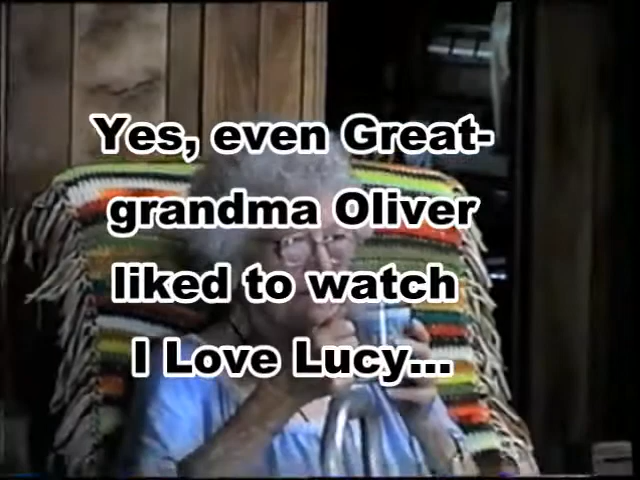 Yes, even Great-
grandma Oliver
liked to watch
I Love Lucy...